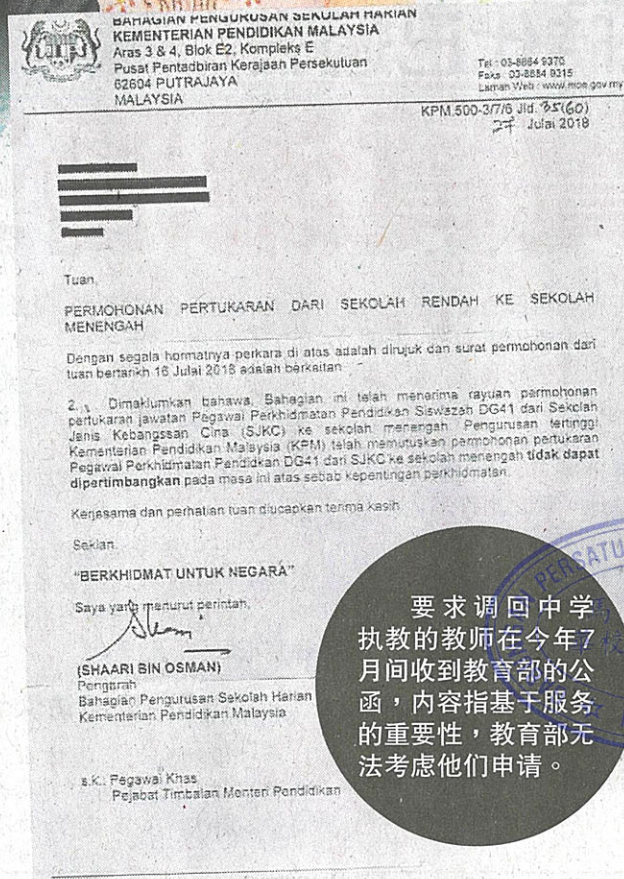 BAHAGIAN PENGURUSAN SEKOLAH HARIAN
KEMENTERIAN PENDIDIKAN MALAYSIA
Aras 3 & 4, Blok E2, Kompleks E
Pusat Pentadbiran Kerajaan Persekutuan
62604 PUTRAJAYA
MALAYSIA
Tel : 03-8884 9370
Faks : 03-8884 9315
Laman Web : www.moe.gov.my
KPM.500-3/7/6 Jld. 35(60)
27 Julai 2018
Tuan,
PERMOHONAN PERTUKARAN DARI SEKOLAH RENDAH KE SEKOLAH
MENENGAH
Dengan segala hormatnya perkara di atas adalah dirujuk dan surat permohonan dari
tuan bertarikh 16 Julai 2018 adalah berkaitan
2. Dimaklumkan bahawa, Bahagian ini telah menerima rayuan permohonan
pertukaran jawatan Pegawai Perkhidmatan Pendidikan Siswazah DG41 dari Sekolah
Jenis Kebangsaan Cina (SJKC) ke sekolah menengah. Pengurusan tertinggi
Kementerian Pendidikan Malaysia (KPM) telah memutuskan permohonan pertukaran
Pegawai Perkhidmatan Pendidikan DG41 dari SJKC ke sekolah menengah tidak dapat
dipertimbangkan pada masa ini atas sebab kepentingan perkhidmatan.
Kerjasama dan perhatian tuan diucapkan terima kasih.
Sekian.
"BERKHIDMAT UNTUK NEGARA"
Saya yang menurut perintah,
(SHAARI BIN OSMAN)
Pengarah
Bahagian Pengurusan Sekolah Harian
Kementerian Pendidikan Malaysia
s.k.: Pegawai Khas
Pejabat Timbalan Menteri Pendidikan
要求调回中学
执教的教师在今年7
月间收到教育部的公
函，内容指基于服务
的重要性，教育部无
法考虑他们申请。